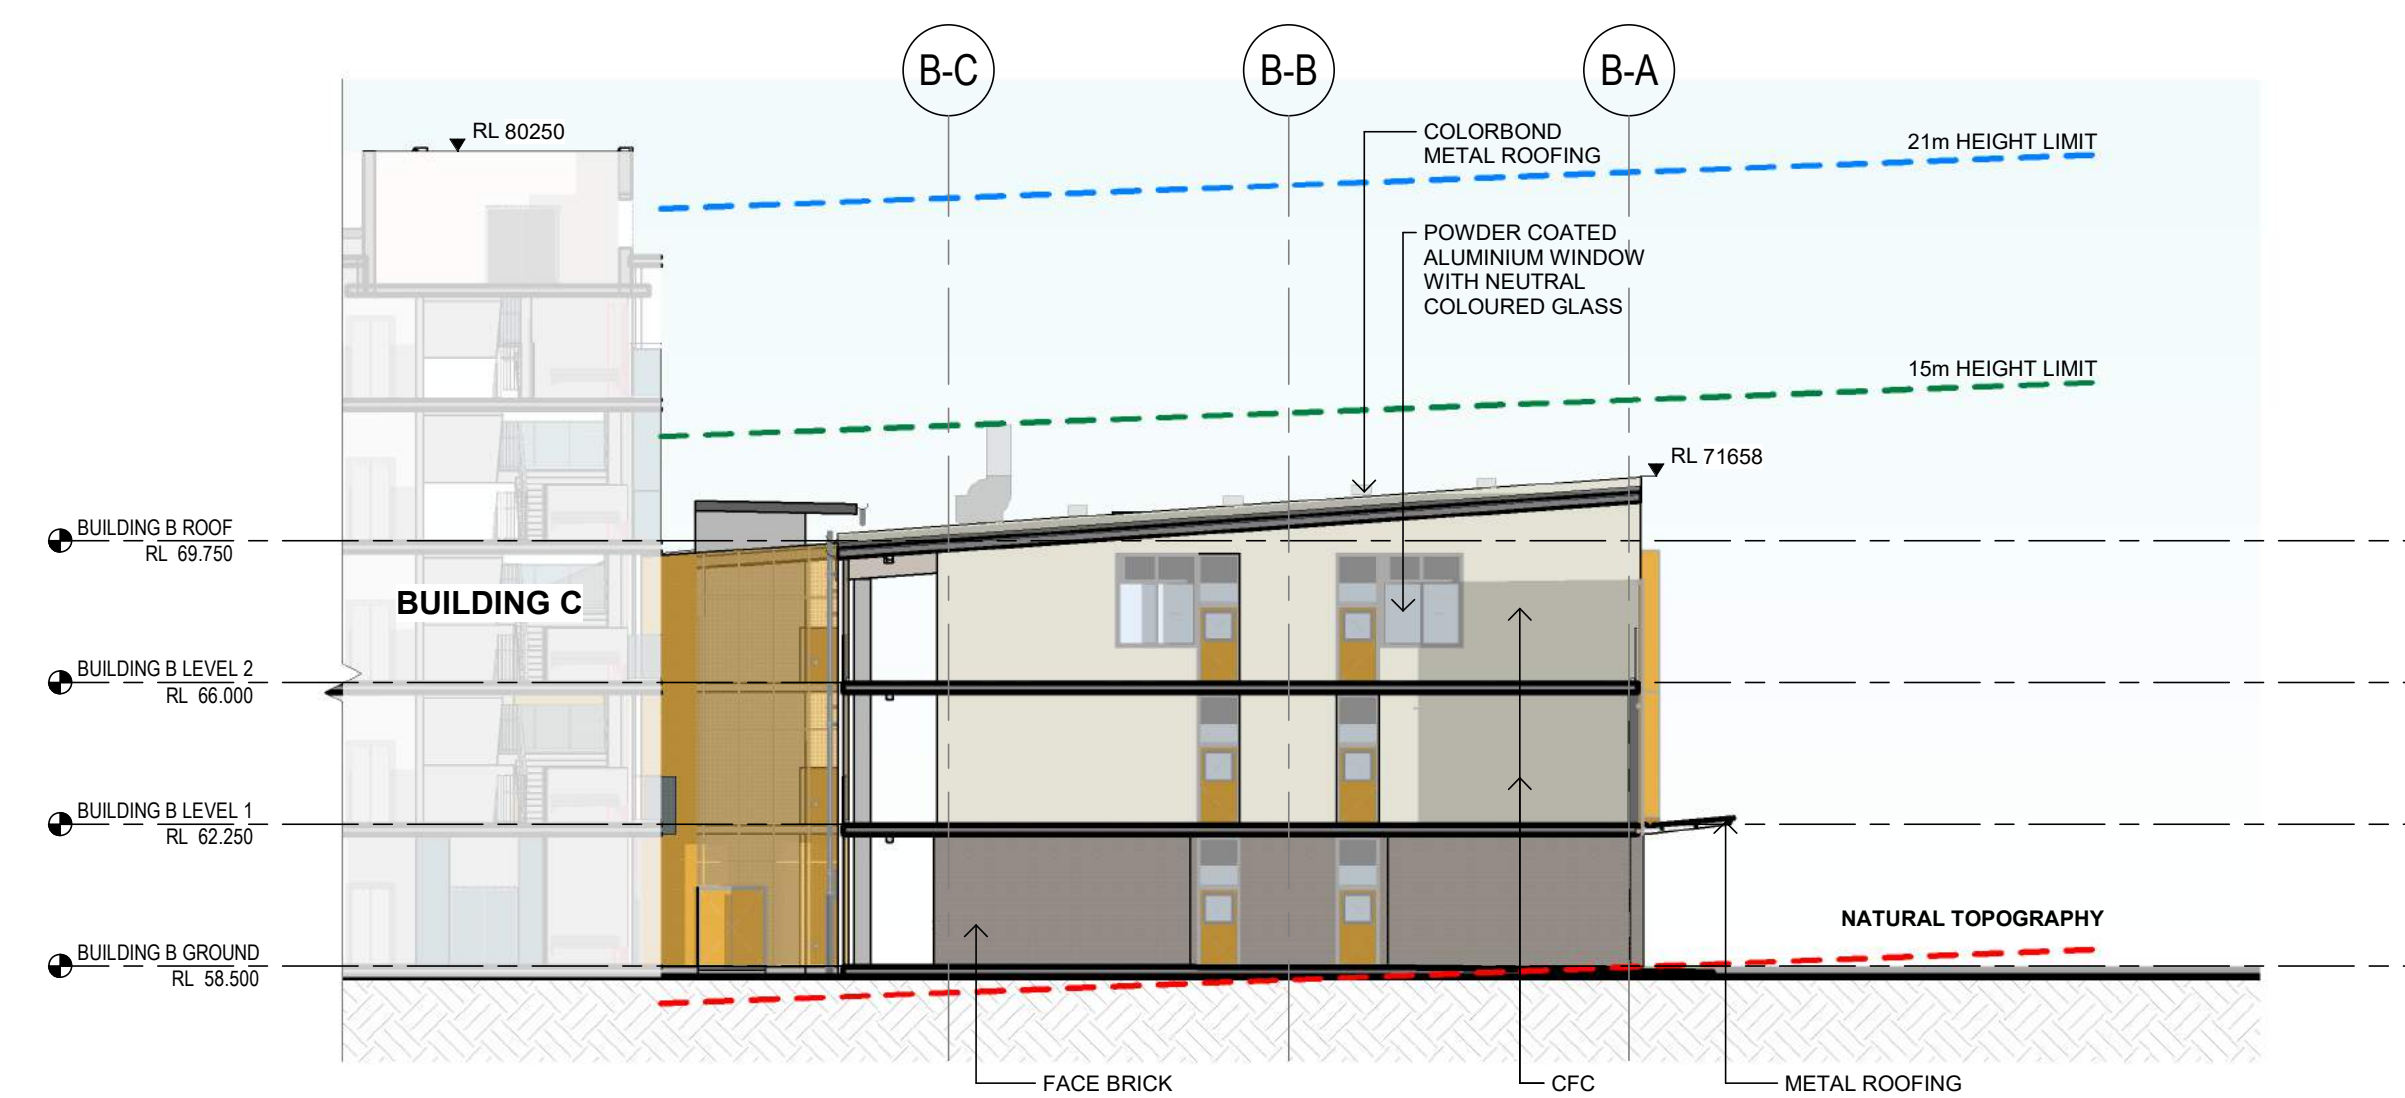 B-C
B-B
B-A
RL 80250
COLORBOND
METAL ROOFING
21m HEIGHT LIMIT
POWDER COATED
ALUMINIUM WINDOW
WITH NEUTRAL
COLOURED GLASS
15m HEIGHT LIMIT
RL 71658
BUILDING B ROOF
RL 69.750
BUILDING C
BUILDING B LEVEL 2
RL 66.000
BUILDING B LEVEL 1
RL 62.250
NATURAL TOPOGRAPHY
BUILDING B GROUND
RL 58.500
FACE BRICK
CFC
METAL ROOFING